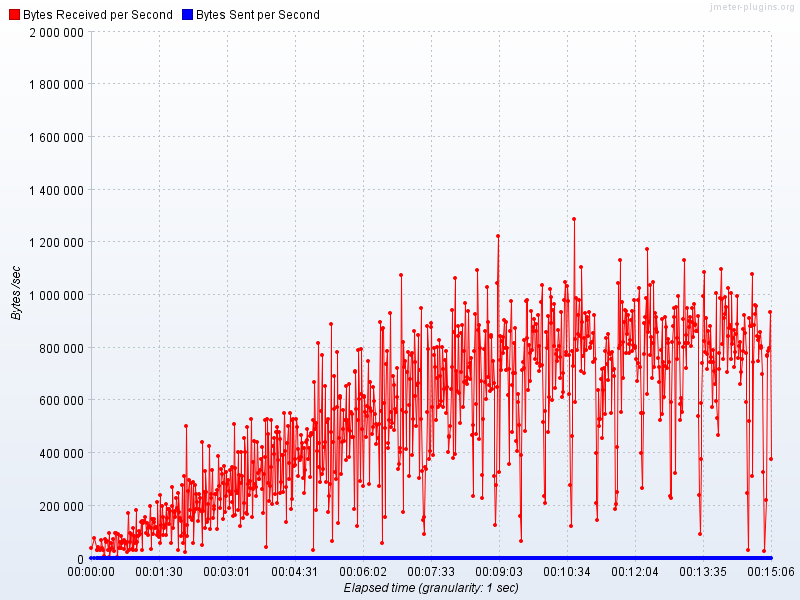 jmeter-plugins.org
Bytes Received per Second Bytes Sent per Second
2 000 000
1 800 000
1 600 000
1 400 000
1 200 000
1 000 000
800 000
600 000
400 000
200 000
0
Bytes /sec
00:00:00 00:01:30 00:03:01 00:04:31 00:06:02 00:07:33 00:09:03 00:10:34 00:12:04 00:13:35 00:15:06
Elapsed time (granularity: 1 sec)